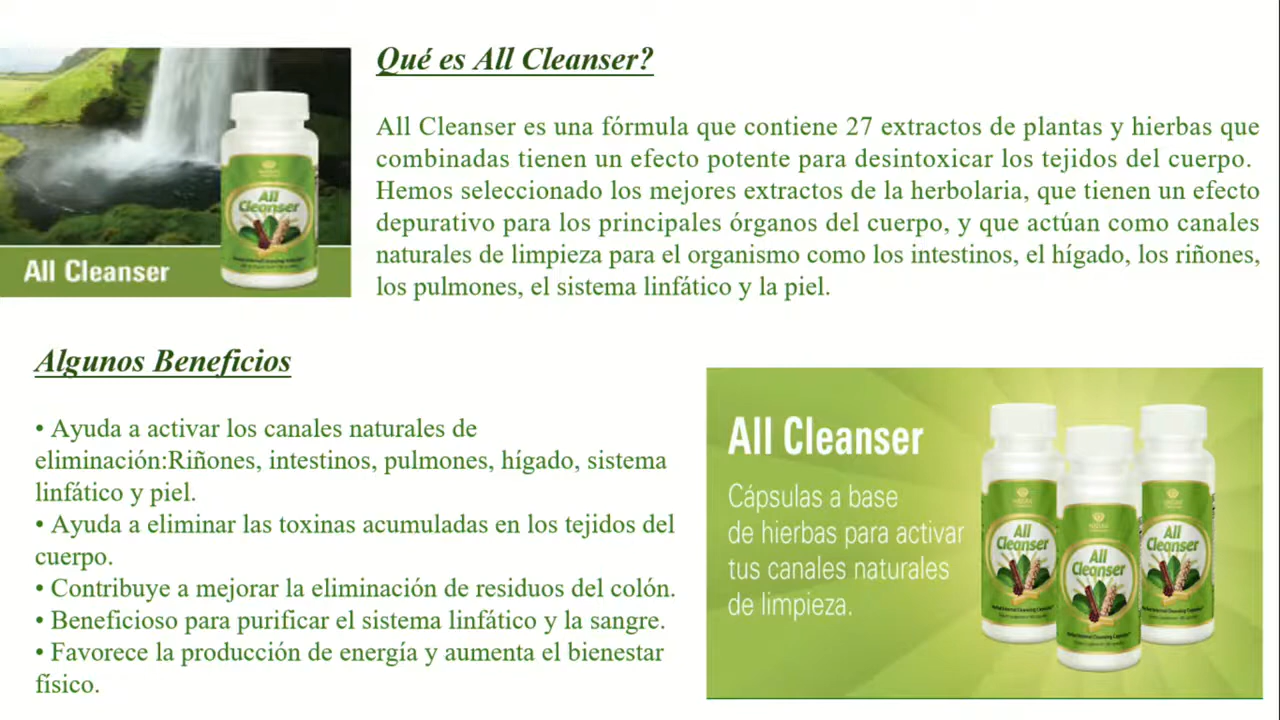 Qué es All Cleanser?
All Cleanser es una fórmula que contiene 27 extractos de plantas y hierbas que
combinadas tienen un efecto potente para desintoxicar los tejidos del cuerpo.
Hemos seleccionado los mejores extractos de la herbolaria, que tienen un efecto
depurativo para los principales órganos del cuerpo, y que actúan como canales
naturales de limpieza para el organismo como los intestinos, el hígado, los riñones,
los pulmones, el sistema linfático y la piel.
All
Cleanser
All Cleanser
Algunos Beneficios
• Ayuda a activar los canales naturales de
eliminación:Riñones, intestinos, pulmones, hígado, sistema
linfático y piel.
• Ayuda a eliminar las toxinas acumuladas en los tejidos del
cuerpo.
• Contribuye a mejorar la eliminación de residuos del colón.
• Beneficioso para purificar el sistema linfático y la sangre.
• Favorece la producción de energía y aumenta el bienestar
físico.
All Cleanser
Cápsulas a base
de hierbas para activar
tus canales naturales
de limpieza.
All
Cleanser
All
Cleanser
All
Cleanser